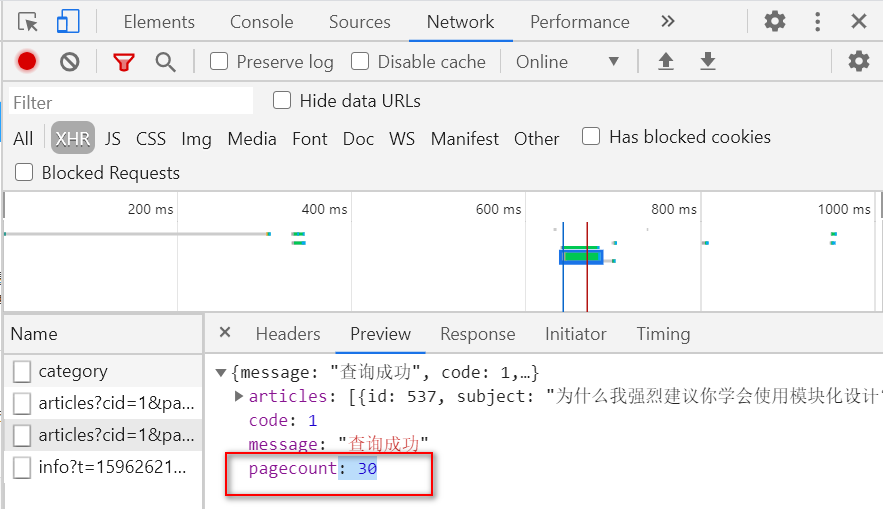 Elements Console Sources Network Performance »
Preserve log Disable cache Online ▼
Filter Hide data URLs
All XHR JS CSS Img Media Font Doc WS Manifest Other Has blocked cookies
Blocked Requests
200 ms 400 ms 600 ms 800 ms 1000 ms
Name × Headers Preview Response Initiator Timing
category
articles?cid=1&pa...
articles?cid=1&pa...
info?t=15962621...
▼{message: "查询成功", code: 1,…}
▶articles: [{id: 537, subject: "为什么我强烈建议你学会使用模块化设计
code: 1
message: "查询成功"
pagecount: 30